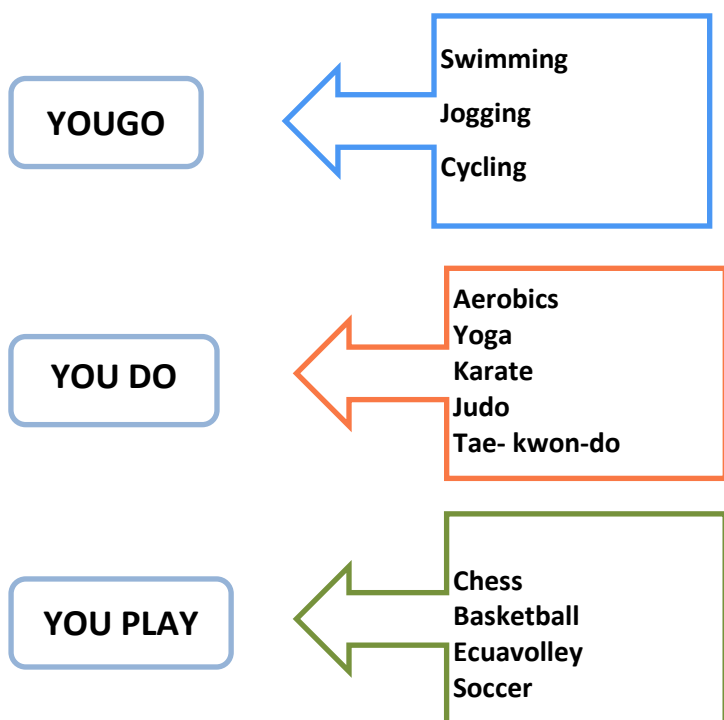 YOUGO
Swimming
Jogging
Cycling
YOU DO
Aerobics
Yoga
Karate
Judo
Tae- kwon-do
YOU PLAY
Chess
Basketball
Ecuavolley
Soccer